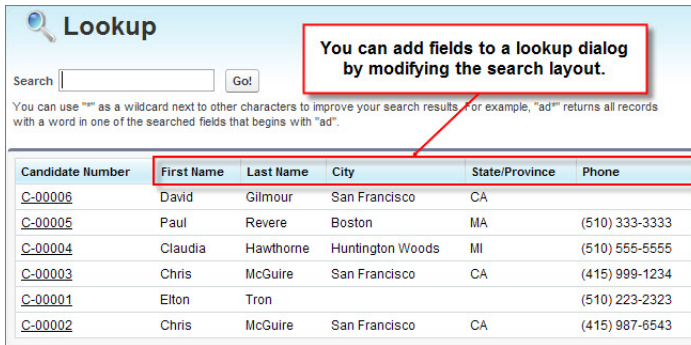 Lookup
You can add fields to a lookup dialog
by modifying the search layout.
Search Go!
You can use "*" as a wildcard next to other characters to improve your search results. For example, "ad*" returns all records
with a word in one of the searched fields that begins with "ad".
Candidate Number First Name Last Name City State/Province Phone
C-00006 David Gilmour San Francisco CA
C-00005 Paul Revere Boston MA (510) 333-3333
C-00004 Claudia Hawthorne Huntington Woods MI (510) 555-5555
C-00003 Chris McGuire San Francisco CA (415) 999-1234
C-00001 Elton Tron (510) 223-2323
C-00002 Chris McGuire San Francisco CA (415) 987-6543